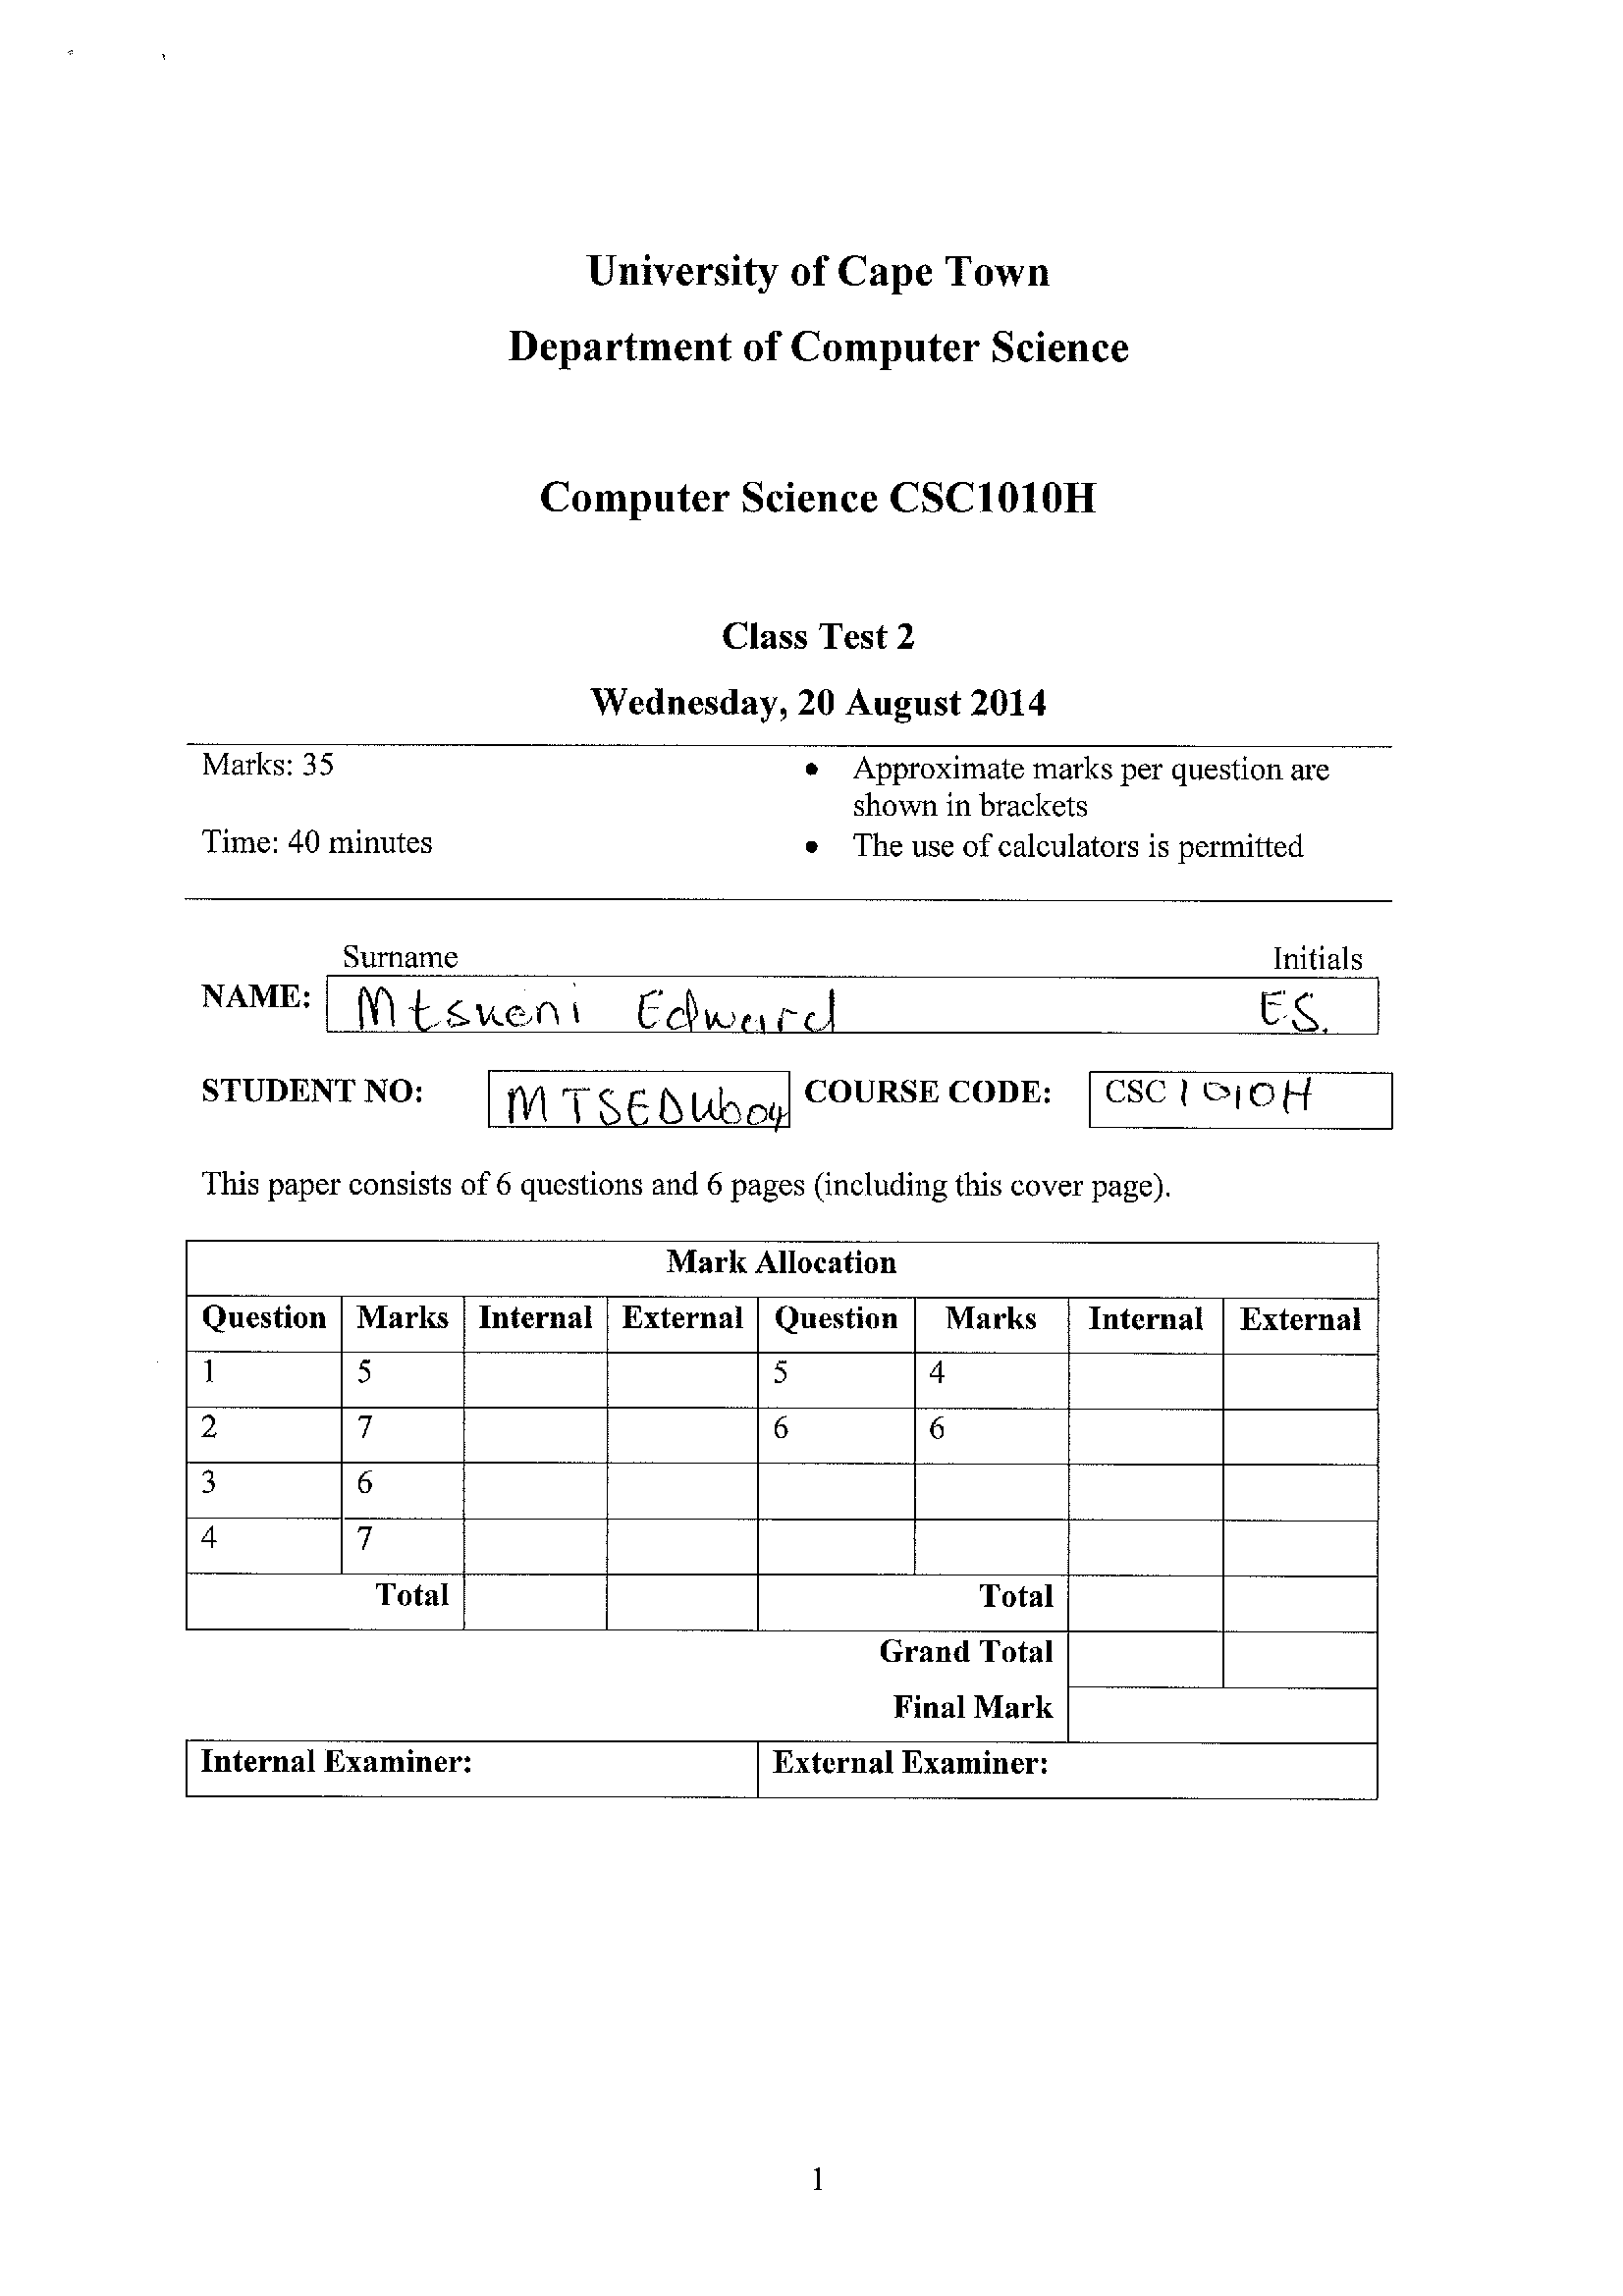 University of Cape Town
Department of Computer Science
Computer Science CSC1010H
Class Test 2
Wednesday, 20 August 2014
Marks: 35
Time: 40 minutes
• Approximate marks per question are
shown in brackets
• The use of calculators is permitted
Surname Initials
NAME: Mtsweni Edward ES.
STUDENT NO: MTSEDW004 COURSE CODE: CSC1010H
This paper consists of 6 questions and 6 pages (including this cover page).
Mark Allocation
Question Marks Internal External Question Marks Internal External
1 5 5 4
2 7 6 6
3 6
4 7
Total Total
Grand Total
Final Mark
Internal Examiner: External Examiner:
1